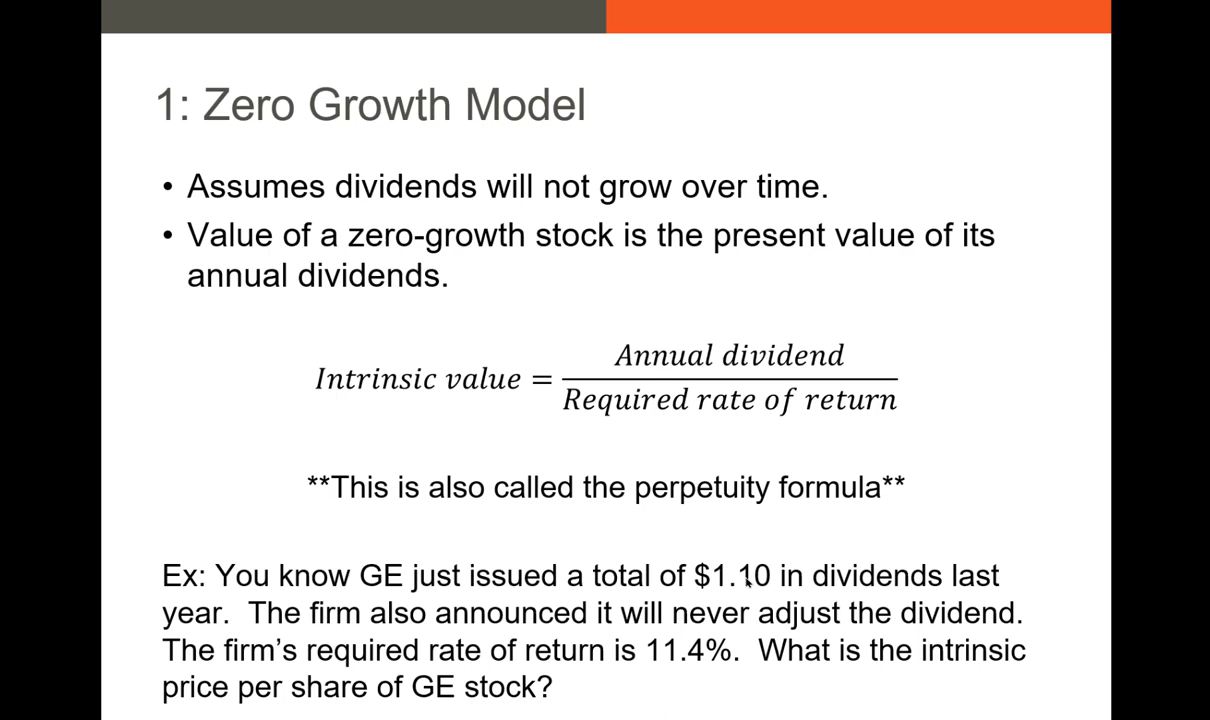 1: Zero Growth Model
• Assumes dividends will not grow over time.
• Value of a zero-growth stock is the present value of its
annual dividends.
Intrinsic value = Annual dividend / Required rate of return
**This is also called the perpetuity formula**
Ex: You know GE just issued a total of $1.10 in dividends last
year. The firm also announced it will never adjust the dividend.
The firm’s required rate of return is 11.4%. What is the intrinsic
price per share of GE stock?